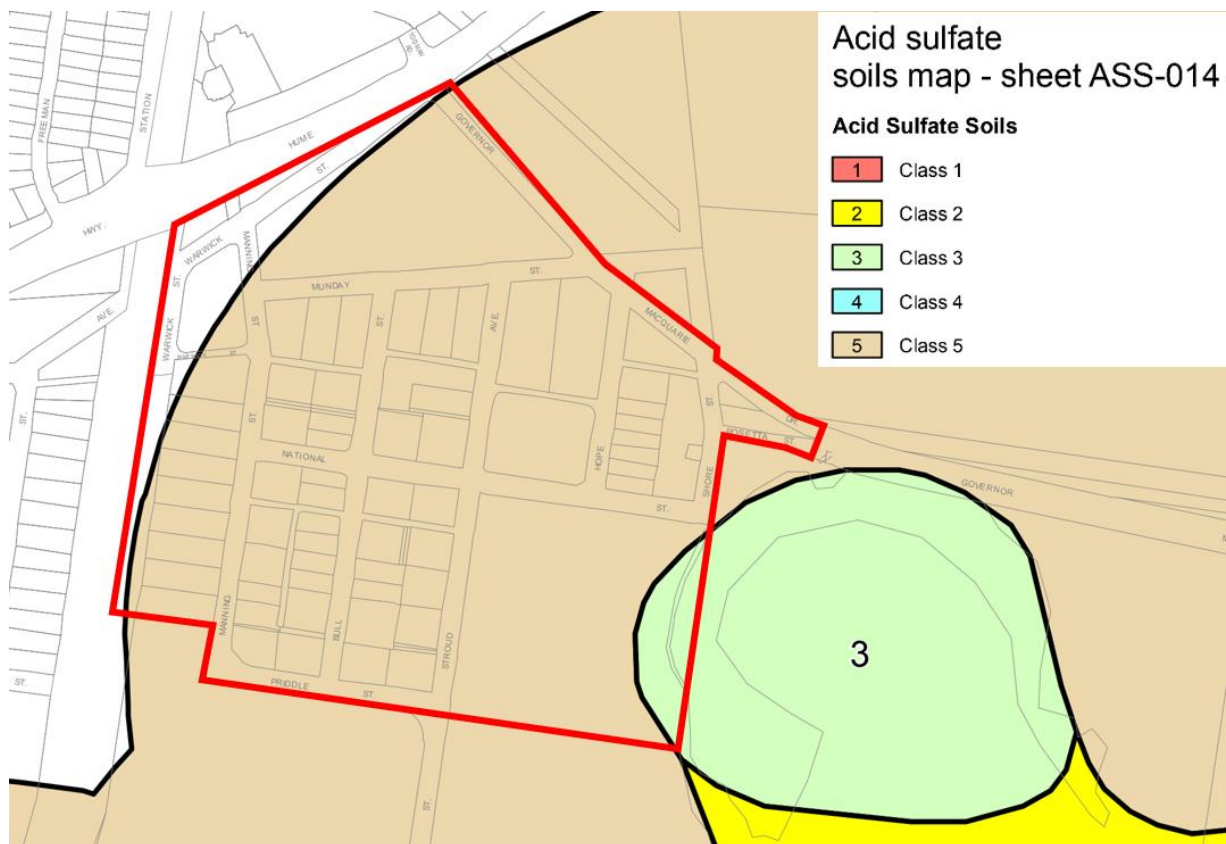 Acid sulfate
soils map - sheet ASS-014
Acid Sulfate Soils
1 Class 1
2 Class 2
3 Class 3
4 Class 4
5 Class 5
FREEMAN
STATION
HUME
HWY.
GOVERNOR
ST.
WARWICK
MANNING
ST.
WARWICK
AVE.
MUNDAY
ST.
ST.
ST.
AVE.
MACQUARIE
ST.
ST.
DR.
ROSETTA ST.
NATIONAL
HOPE
SHORE
GOVERNOR
ST.
ST.
MANNING
BULL
STROUD
PRIDDLE
ST.
ST.
ST.
3